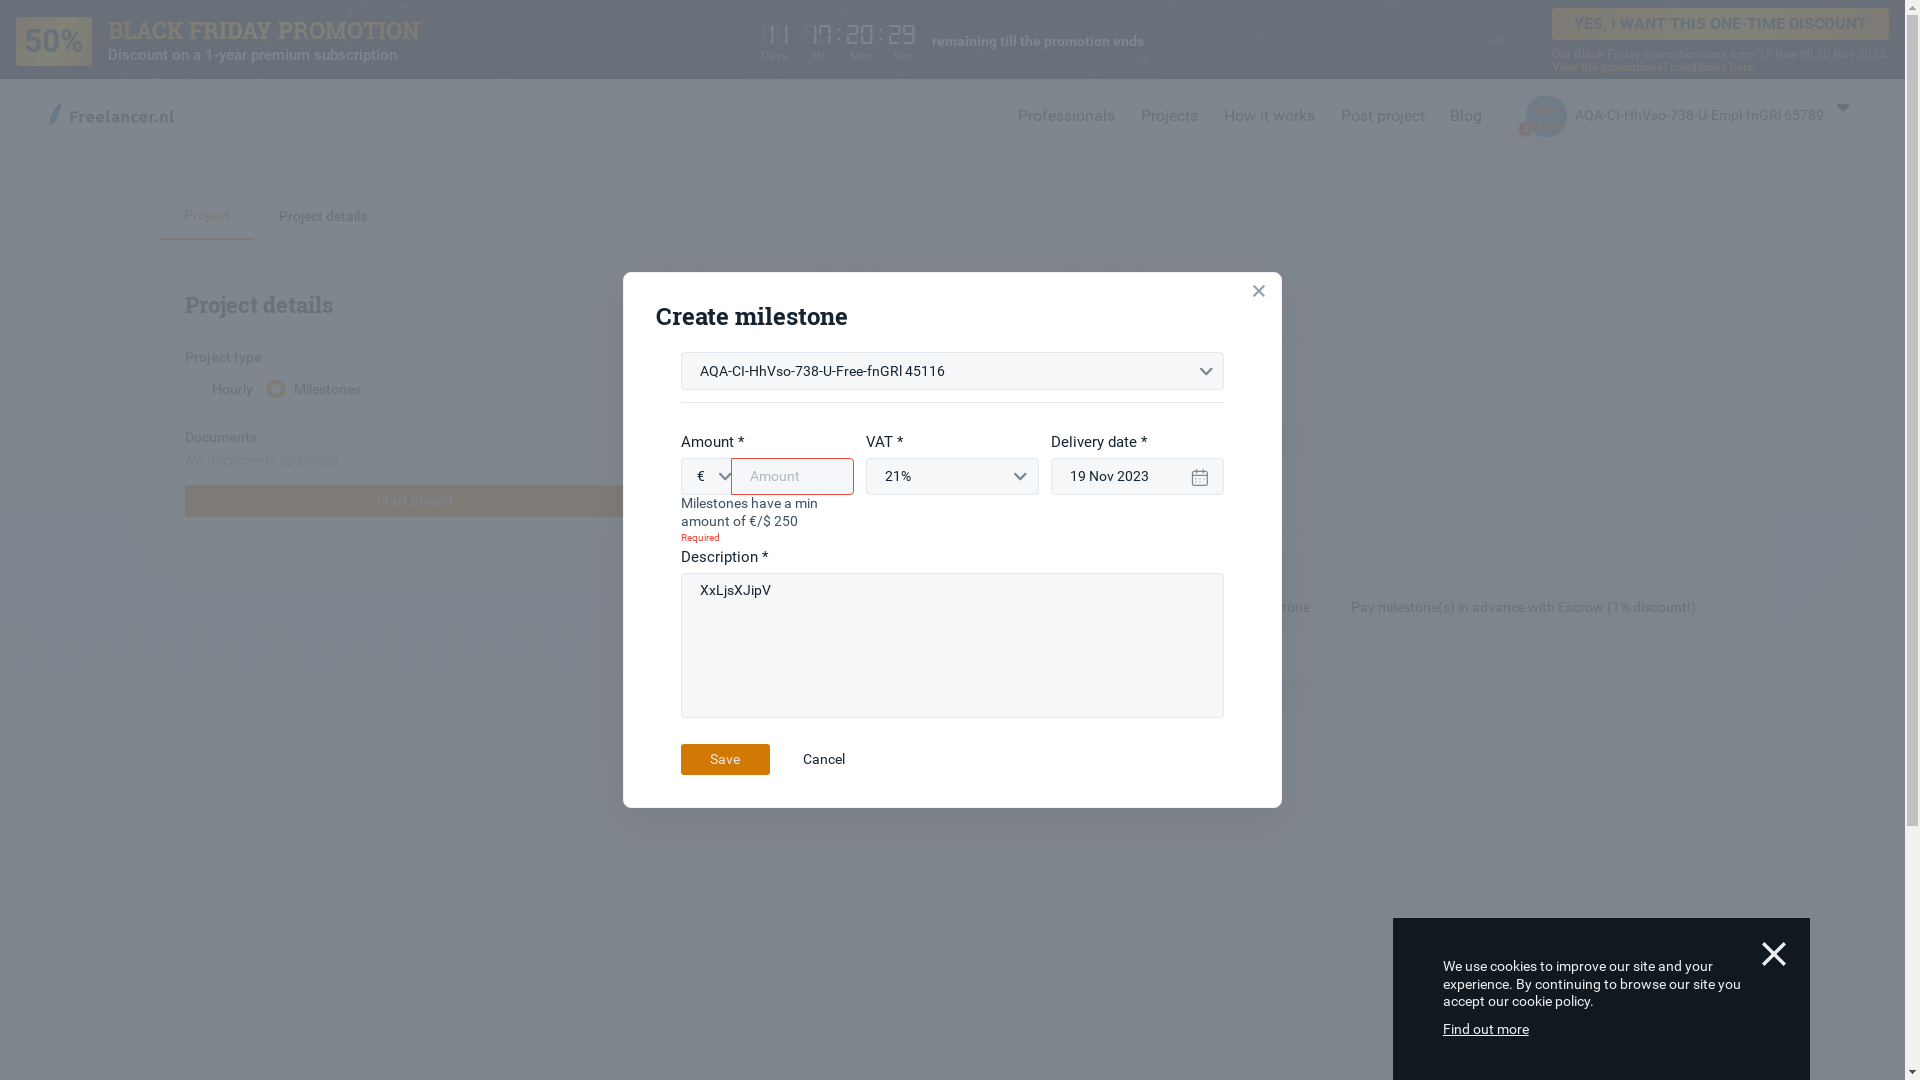 50%
BLACK FRIDAY PROMOTION
Discount on a 1-year premium subscription
11 17 : 20 : 29
Days Hr Min Sec
remaining till the promotion ends
YES, I WANT THIS ONE-TIME DISCOUNT
Our Black Friday promotion runs from 15 Nov till 30 Nov 2023.
View the promotional conditions here
Freelancer.nl
Professionals
Projects
How it works
Post project
Blog
AQA-CI-HhVso-738-U-Empl-fnGRl 65789
Project
Project details
Project details
Project type
Hourly
Milestones
Documents
No documents uploaded
Start project
Create milestone
AQA-CI-HhVso-738-U-Free-fnGRl 45116
Amount *
VAT *
Delivery date *
€
Amount
21%
19 Nov 2023
Milestones have a min
amount of €/$ 250
Required
Description *
XxLjsXJipV
tone
Pay milestone(s) in advance with Escrow (1% discount!)
Save
Cancel
We use cookies to improve our site and your
experience. By continuing to browse our site you
accept our cookie policy.
Find out more